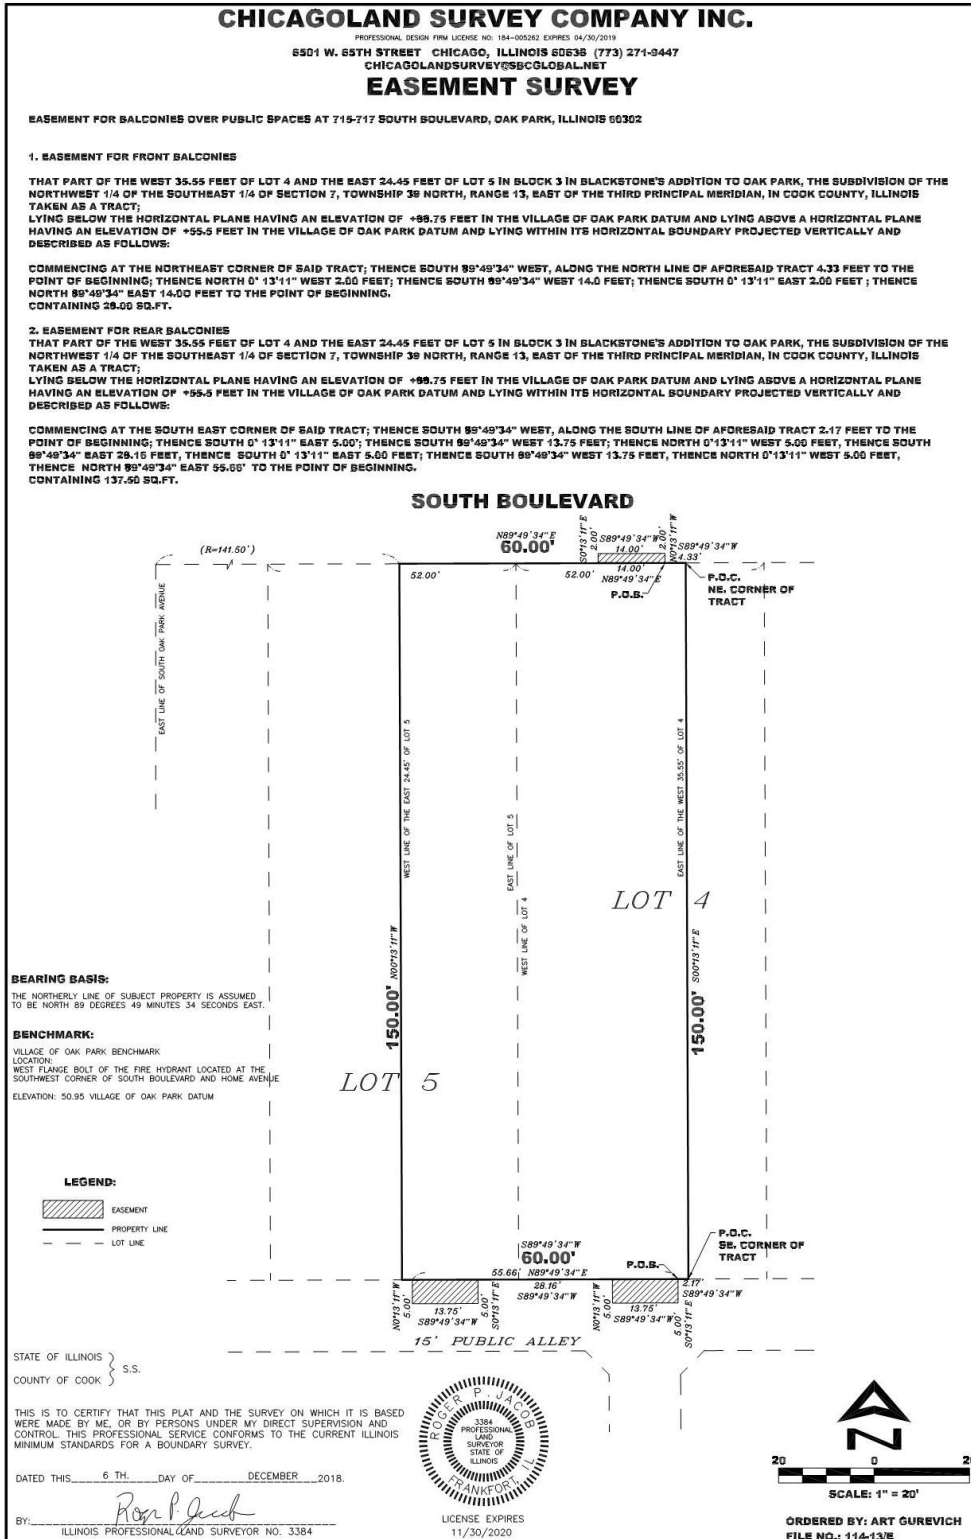 CHICAGOLAND SURVEY COMPANY INC.
PROFESSIONAL DESIGN FIRM LICENSE NO: 184-005262 EXPIRES 04/30/2019
6501 W. 65TH STREET CHICAGO, ILLINOIS 60638 (773) 271-9447
CHICAGOLANDSURVEY@SBCGLOBAL.NET
EASEMENT SURVEY
EASEMENT FOR BALCONIES OVER PUBLIC SPACES AT 715-717 SOUTH BOULEVARD, OAK PARK, ILLINOIS 60302
1. EASEMENT FOR FRONT BALCONIES
THAT PART OF THE WEST 35.55 FEET OF LOT 4 AND THE EAST 24.45 FEET OF LOT 5 IN BLOCK 3 IN BLACKSTONE'S ADDITION TO OAK PARK, THE SUBDIVISION OF THE
NORTHWEST 1/4 OF THE SOUTHEAST 1/4 OF SECTION 7, TOWNSHIP 39 NORTH, RANGE 13, EAST OF THE THIRD PRINCIPAL MERIDIAN, IN COOK COUNTY, ILLINOIS
TAKEN AS A TRACT;
LYING BELOW THE HORIZONTAL PLANE HAVING AN ELEVATION OF +88.75 FEET IN THE VILLAGE OF OAK PARK DATUM AND LYING ABOVE A HORIZONTAL PLANE
HAVING AN ELEVATION OF +55.5 FEET IN THE VILLAGE OF OAK PARK DATUM AND LYING WITHIN ITS HORIZONTAL BOUNDARY PROJECTED VERTICALLY AND
DESCRIBED AS FOLLOWS:
COMMENCING AT THE NORTHEAST CORNER OF SAID TRACT; THENCE SOUTH 89°49'34" WEST, ALONG THE NORTH LINE OF AFORESAID TRACT 4.33 FEET TO THE
POINT OF BEGINNING; THENCE NORTH 0° 13'11" WEST 2.00 FEET; THENCE SOUTH 89°49'34" WEST 14.0 FEET; THENCE SOUTH 0° 13'11" EAST 2.00 FEET ; THENCE
NORTH 89°49'34" EAST 14.00 FEET TO THE POINT OF BEGINNING.
CONTAINING 28.00 SQ.FT.
2. EASEMENT FOR REAR BALCONIES
THAT PART OF THE WEST 35.55 FEET OF LOT 4 AND THE EAST 24.45 FEET OF LOT 5 IN BLOCK 3 IN BLACKSTONE'S ADDITION TO OAK PARK, THE SUBDIVISION OF THE
NORTHWEST 1/4 OF THE SOUTHEAST 1/4 OF SECTION 7, TOWNSHIP 39 NORTH, RANGE 13, EAST OF THE THIRD PRINCIPAL MERIDIAN, IN COOK COUNTY, ILLINOIS
TAKEN AS A TRACT;
LYING BELOW THE HORIZONTAL PLANE HAVING AN ELEVATION OF +88.75 FEET IN THE VILLAGE OF OAK PARK DATUM AND LYING ABOVE A HORIZONTAL PLANE
HAVING AN ELEVATION OF +55.5 FEET IN THE VILLAGE OF OAK PARK DATUM AND LYING WITHIN ITS HORIZONTAL BOUNDARY PROJECTED VERTICALLY AND
DESCRIBED AS FOLLOWS:
COMMENCING AT THE SOUTH EAST CORNER OF SAID TRACT; THENCE SOUTH 89°49'34" WEST, ALONG THE SOUTH LINE OF AFORESAID TRACT 2.17 FEET TO THE
POINT OF BEGINNING; THENCE SOUTH 0° 13'11" EAST 5.00'; THENCE SOUTH 89°49'34" WEST 13.75 FEET; THENCE NORTH 0°13'11" WEST 5.00 FEET, THENCE SOUTH
89°49'34" EAST 28.16 FEET, THENCE SOUTH 0° 13'11" EAST 5.00 FEET; THENCE SOUTH 89°49'34" WEST 13.75 FEET, THENCE NORTH 0°13'11" WEST 5.00 FEET,
THENCE NORTH 89°49'34" EAST 55.66' TO THE POINT OF BEGINNING.
CONTAINING 137.50 SQ.FT.
SOUTH BOULEVARD
N89°49'34"E
60.00'
S0°13'11"E
2.00'
S89°49'34"W
14.00'
2.00'
N0°13'11"W
S89°49'34"W
4.33'
(R=141.50')
52.00'
52.00'
14.00'
N89°49'34"E
P.O.B.
P.O.C.
NE. CORNER OF
TRACT
EAST LINE OF SOUTH OAK PARK AVENUE
WEST LINE OF THE EAST 24.45' OF LOT 5
EAST LINE OF LOT 5
WEST LINE OF LOT 4
EAST LINE OF THE WEST 35.55' OF LOT 4
LOT 4
150.00' N00°13'11"W
150.00' S00°13'11"E
LOT 5
BEARING BASIS:
THE NORTHERLY LINE OF SUBJECT PROPERTY IS ASSUMED
TO BE NORTH 89 DEGREES 49 MINUTES 34 SECONDS EAST.
BENCHMARK:
VILLAGE OF OAK PARK BENCHMARK
LOCATION:
WEST FLANGE BOLT OF THE FIRE HYDRANT LOCATED AT THE
SOUTHWEST CORNER OF SOUTH BOULEVARD AND HOME AVENUE
ELEVATION: 50.95 VILLAGE OF OAK PARK DATUM
LEGEND:
EASEMENT
PROPERTY LINE
LOT LINE
S89°49'34"W
60.00'
P.O.B.
P.O.C.
SE. CORNER OF
TRACT
55.66' N89°49'34"E
28.16'
S89°49'34"W
N0°13'11"W
5.00'
13.75'
S89°49'34"W
5.00'
S0°13'11"E
N0°13'11"W
5.00'
13.75'
S89°49'34"W
5.00'
S0°13'11"E
2.17'
S89°49'34"W
15' PUBLIC ALLEY
STATE OF ILLINOIS
S.S.
COUNTY OF COOK
THIS IS TO CERTIFY THAT THIS PLAT AND THE SURVEY ON WHICH IT IS BASED
WERE MADE BY ME, OR BY PERSONS UNDER MY DIRECT SUPERVISION AND
CONTROL. THIS PROFESSIONAL SERVICE CONFORMS TO THE CURRENT ILLINOIS
MINIMUM STANDARDS FOR A BOUNDARY SURVEY.
DATED THIS 6 TH. DAY OF DECEMBER 2018.
BY: Roger P. Jacob
ILLINOIS PROFESSIONAL LAND SURVEYOR NO. 3384
ROGER P. JACOB
3384
PROFESSIONAL
LAND
SURVEYOR
STATE OF
ILLINOIS
FRANKFORT, IL
LICENSE EXPIRES
11/30/2020
N
20 0 20
SCALE: 1" = 20'
ORDERED BY: ART GUREVICH
FILE NO.: 114-13/E